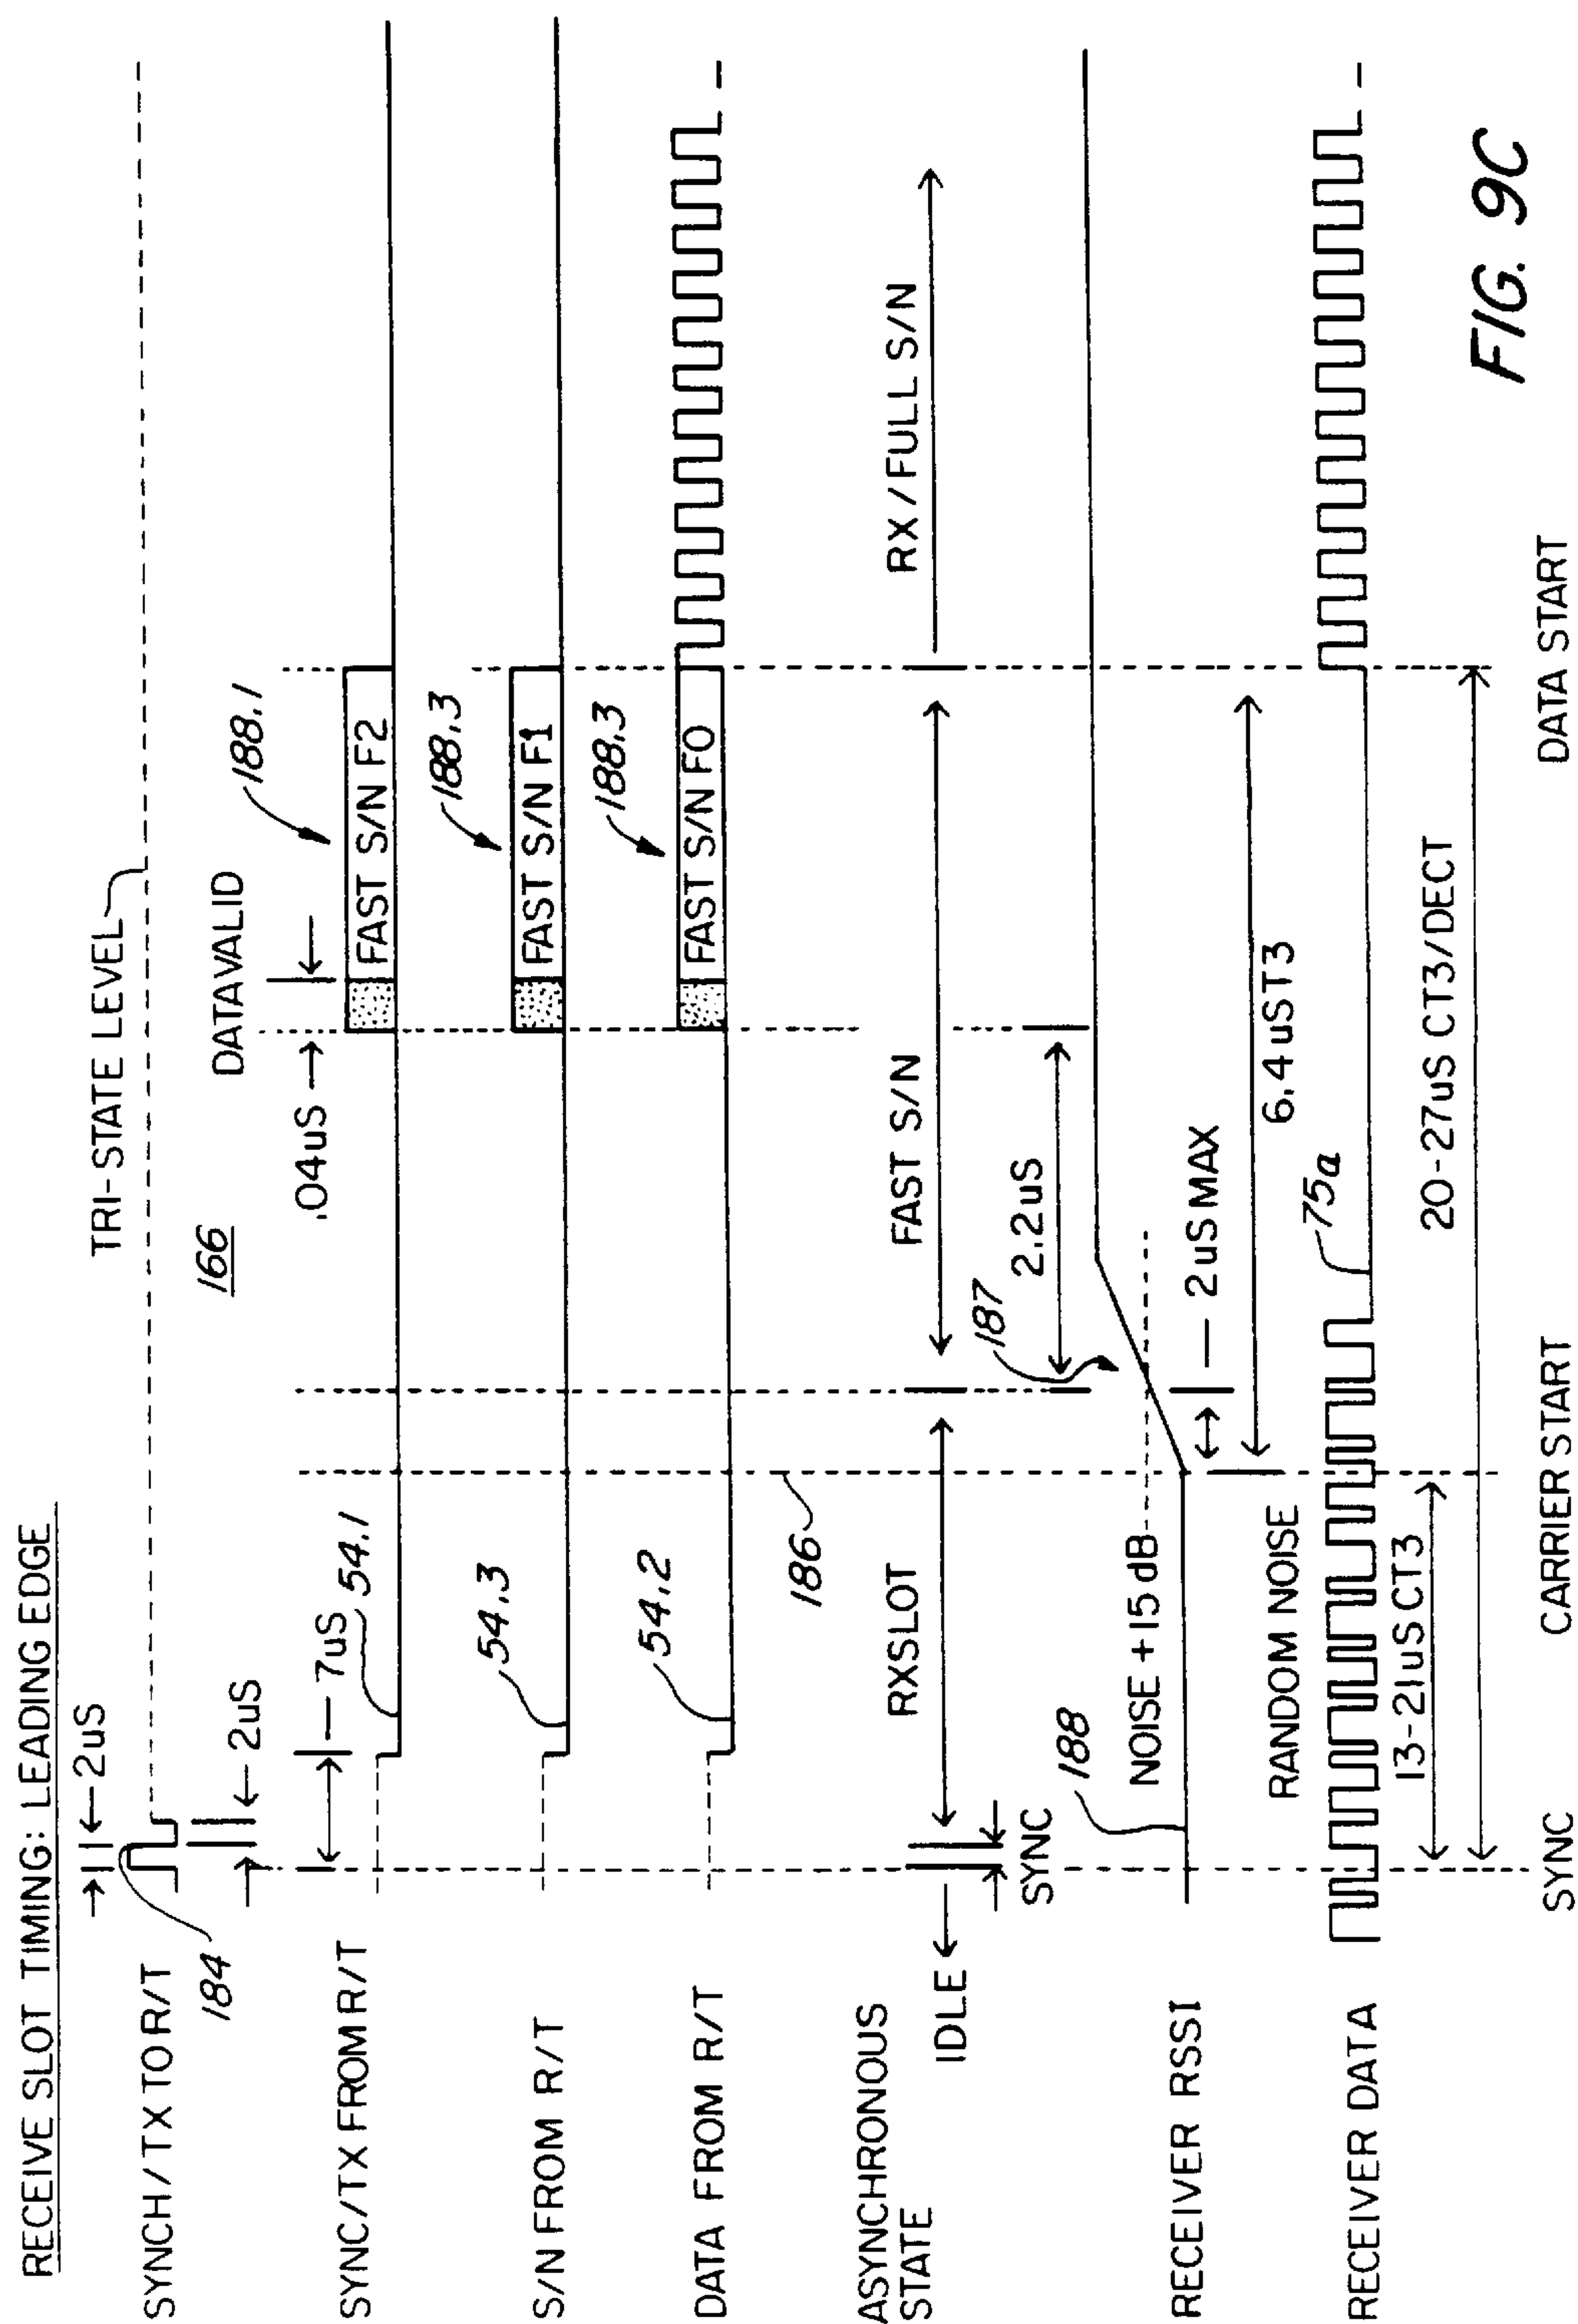 RECEIVE SLOT TIMING: LEADING EDGE
SYNCH/TX TO R/T
184
2uS
2uS
TRI-STATE LEVEL
166
SYNC/TX FROM R/T
7uS
54.1
.04uS
DATA VALID
FAST S/N F2
188.1
S/N FROM R/T
54.3
FAST S/N F1
188.3
DATA FROM R/T
54.2
FAST S/N F0
188.3
186
ASYNCHRONOUS
STATE
IDLE
SYNC
RXSLOT
FAST S/N
RX/FULL S/N
RECEIVER RSSI
188
NOISE +15 dB
187
2.2uS
2uS MAX
6.4uST3
RECEIVER DATA
RANDOM NOISE
75a
13-21uS CT3
20-27uS CT3/DECT
SYNC
CARRIER START
DATA START
FIG. 9C